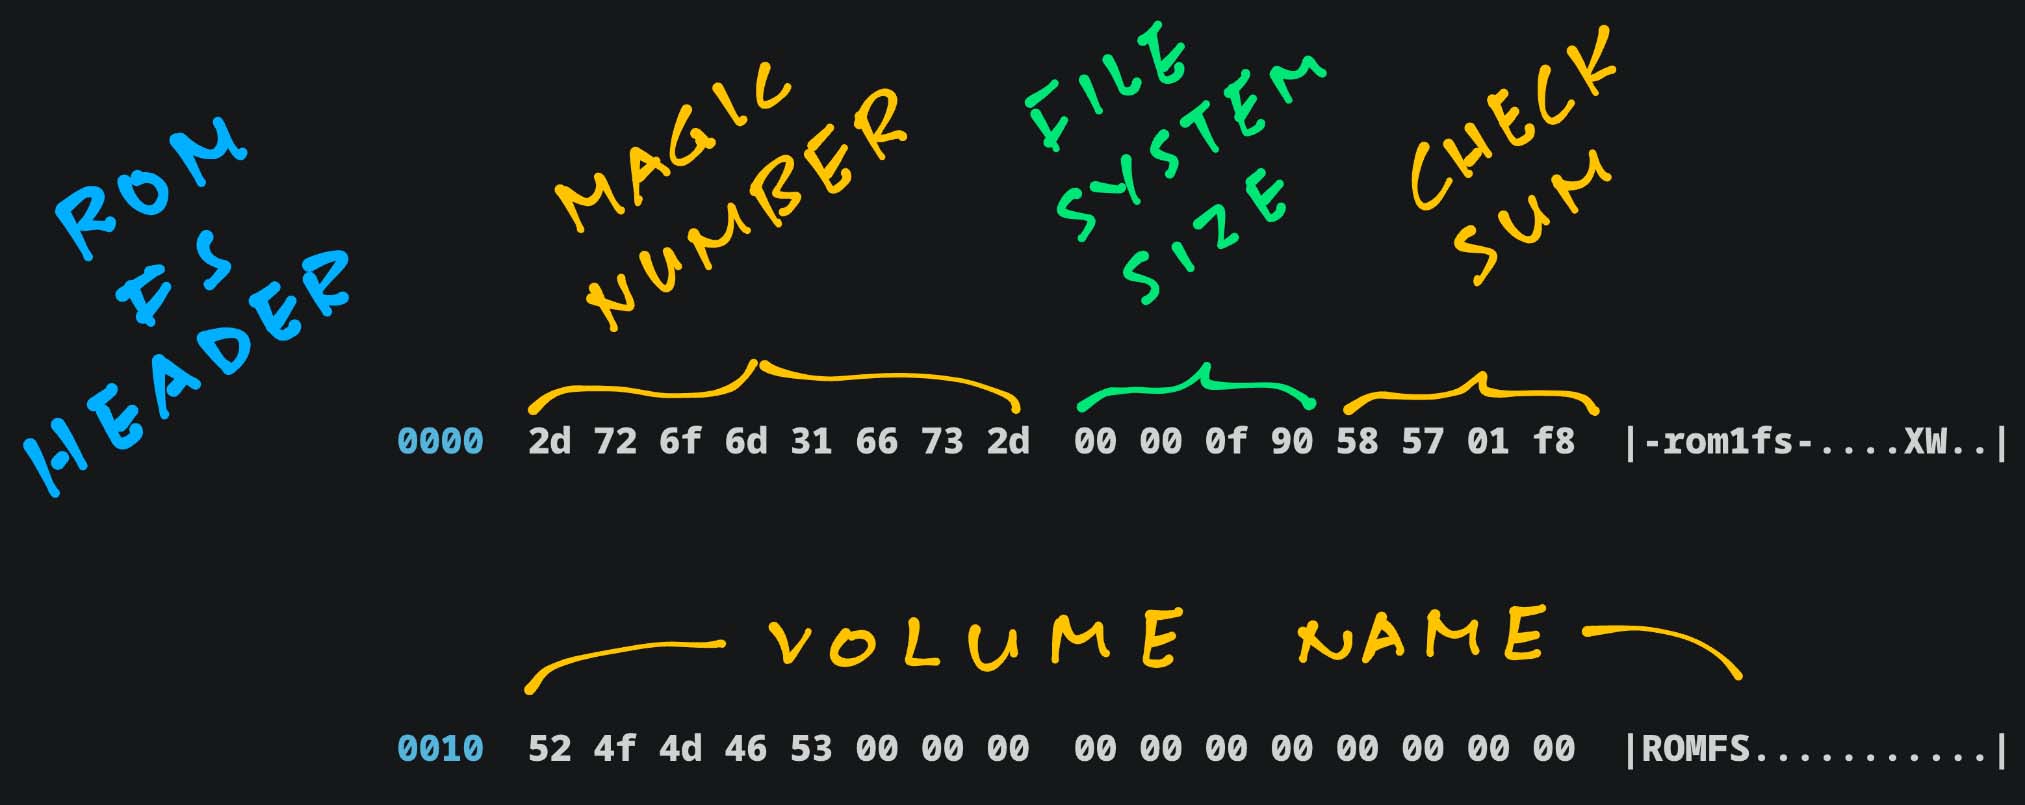 ROM
FS
HEADER
MAGIC
NUMBER
FILE
SYSTEM
SIZE
CHECK
SUM
0000 2d 72 6f 6d 31 66 73 2d 00 00 0f 90 58 57 01 f8 |-rom1fs-....XW..|
VOLUME NAME
0010 52 4f 4d 46 53 00 00 00 00 00 00 00 00 00 00 00 |ROMFS...........|